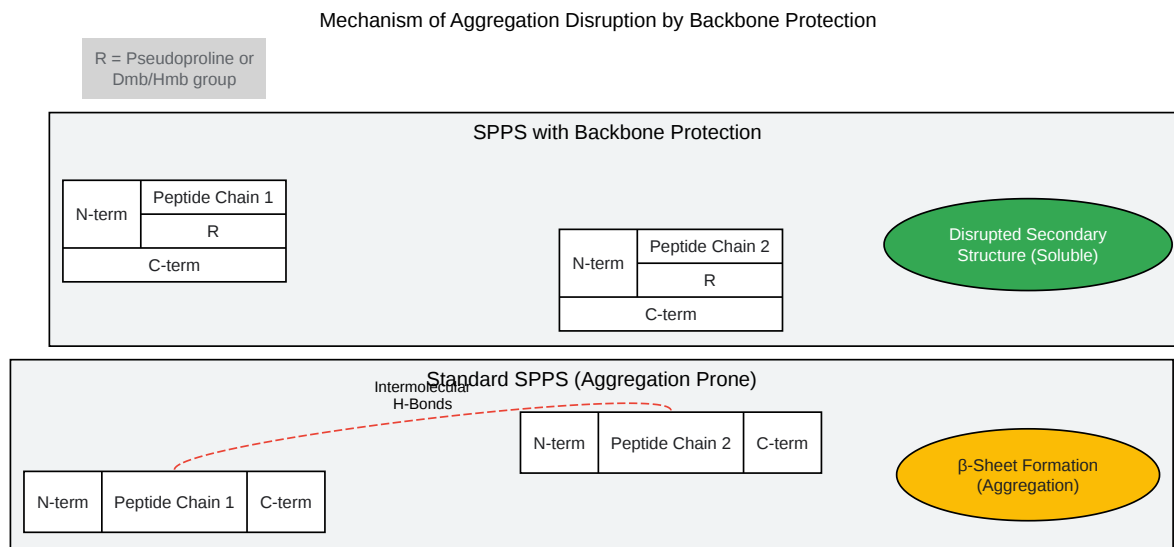 Mechanism of Aggregation Disruption by Backbone Protection
R = Pseudoproline or
Dmb/Hmb group
SPPS with Backbone Protection
N-term
Peptide Chain 1
R
C-term
N-term
Peptide Chain 2
R
C-term
Disrupted Secondary
Structure (Soluble)
Standard SPPS (Aggregation Prone)
Intermolecular
H-Bonds
N-term
Peptide Chain 2
C-term
N-term
Peptide Chain 1
C-term
β-Sheet Formation
(Aggregation)